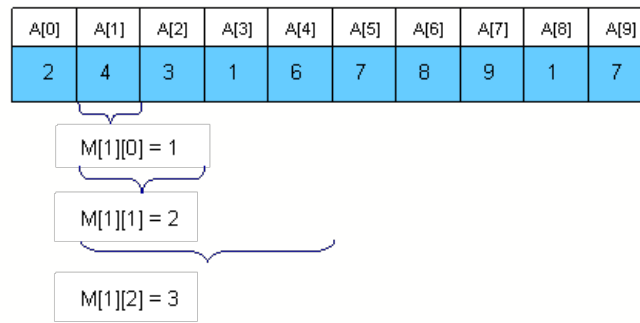 A[0] A[1] A[2] A[3] A[4] A[5] A[6] A[7] A[8] A[9]
2 4 3 1 6 7 8 9 1 7
M[1][0] = 1
M[1][1] = 2
M[1][2] = 3